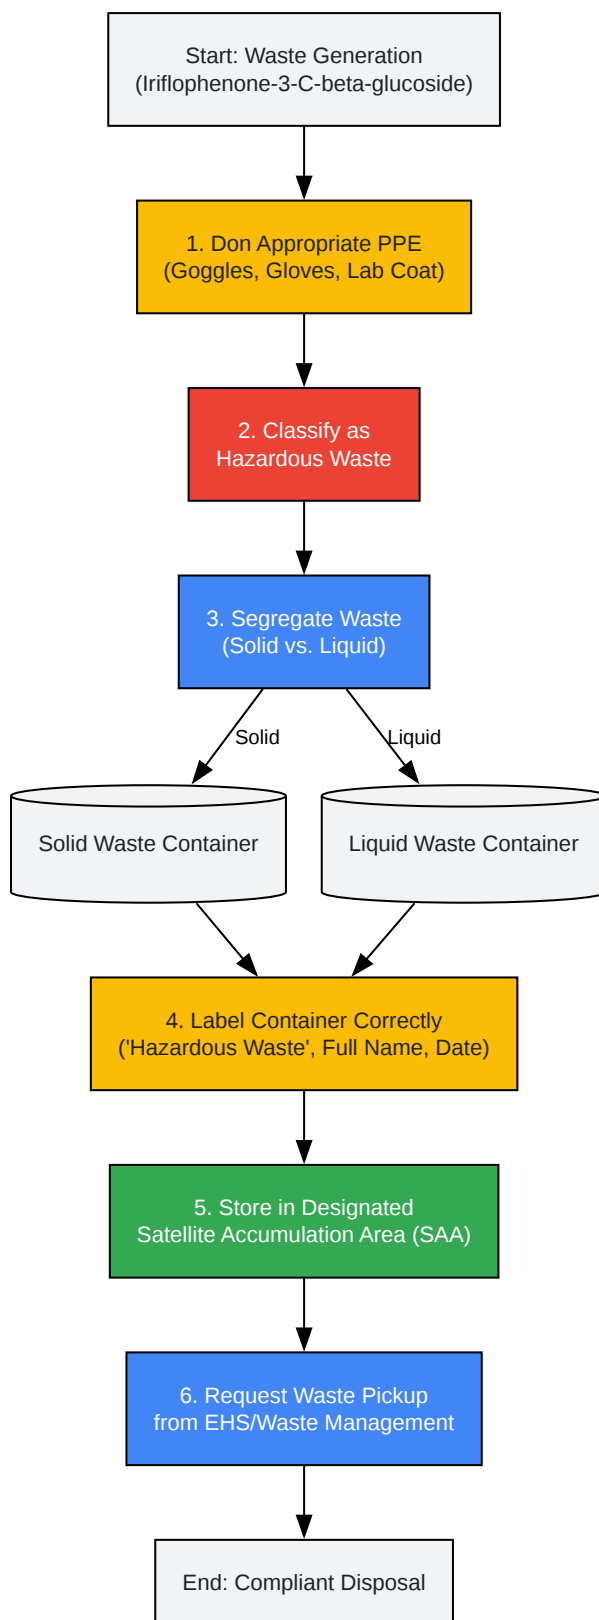 Start: Waste Generation
(Iriflophenone-3-C-beta-glucoside)
1. Don Appropriate PPE
(Goggles, Gloves, Lab Coat)
2. Classify as
Hazardous Waste
3. Segregate Waste
(Solid vs. Liquid)
Solid
Liquid
Solid Waste Container
Liquid Waste Container
4. Label Container Correctly
('Hazardous Waste', Full Name, Date)
5. Store in Designated
Satellite Accumulation Area (SAA)
6. Request Waste Pickup
from EHS/Waste Management
End: Compliant Disposal